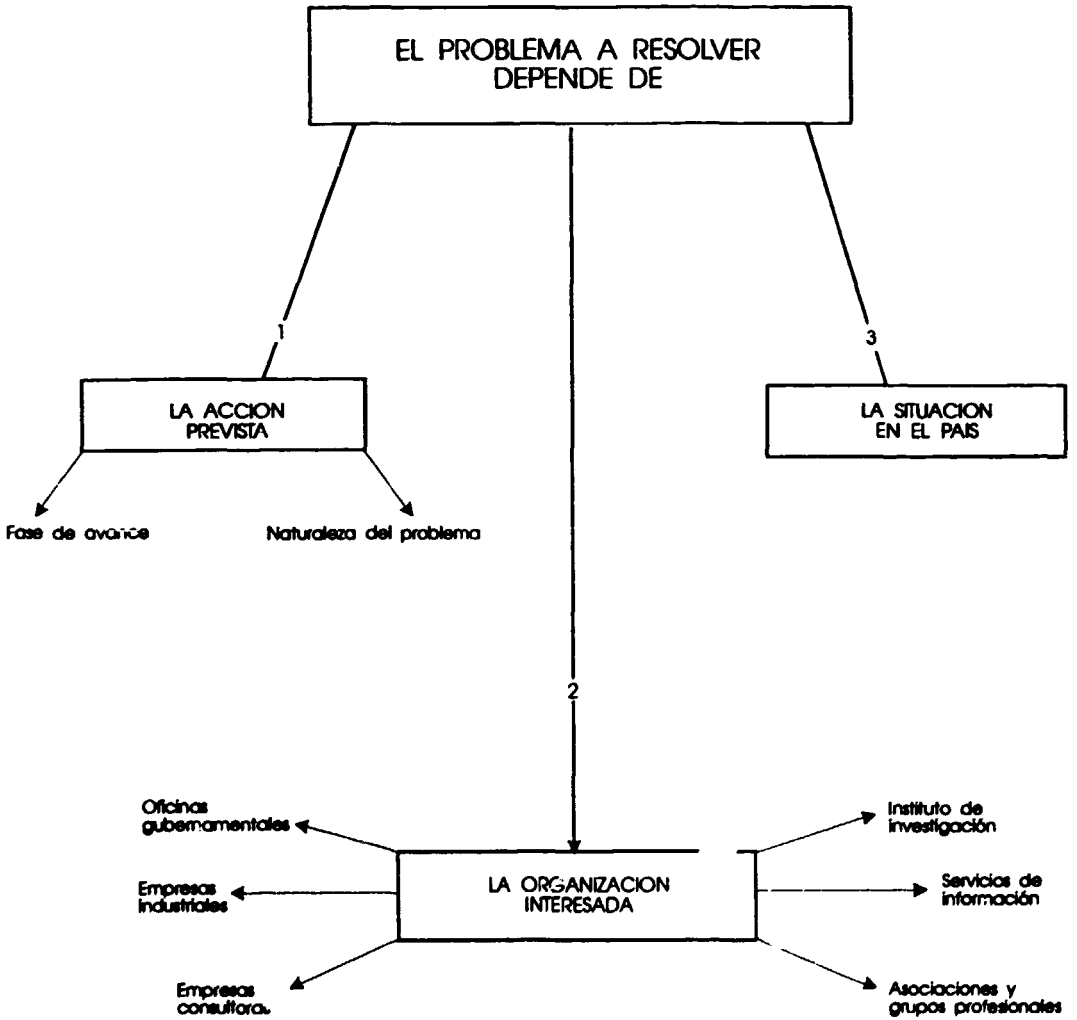 EL PROBLEMA A RESOLVER
DEPENDE DE
1
3
LA ACCION
PREVISTA
LA SITUACION
EN EL PAIS
Fase de avance
Naturaleza del problema
2
Oficinas
gubernamentales
Instituto de
investigación
Empresas
industriales
LA ORGANIZACION
INTERESADA
Servicios de
información
Empresas
consultoras
Asociaciones y
grupos profesionales